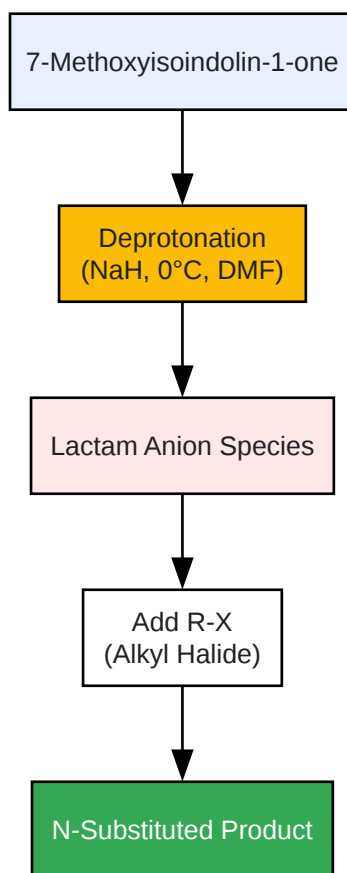 7-Methoxyisoindolin-1-one
Deprotonation
(NaH, 0°C, DMF)
Lactam Anion Species
Add R-X
(Alkyl Halide)
N-Substituted Product